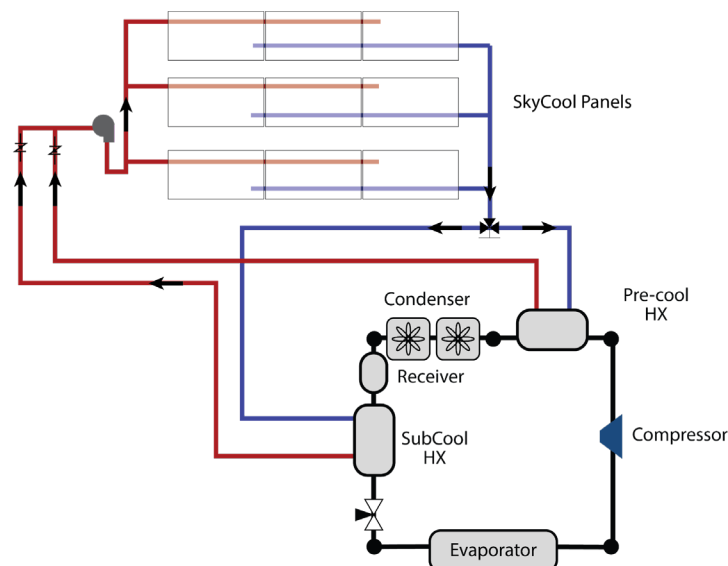 SkyCool Panels
Pre-cool
HX
Condenser
Receiver
SubCool
HX
Compressor
Evaporator